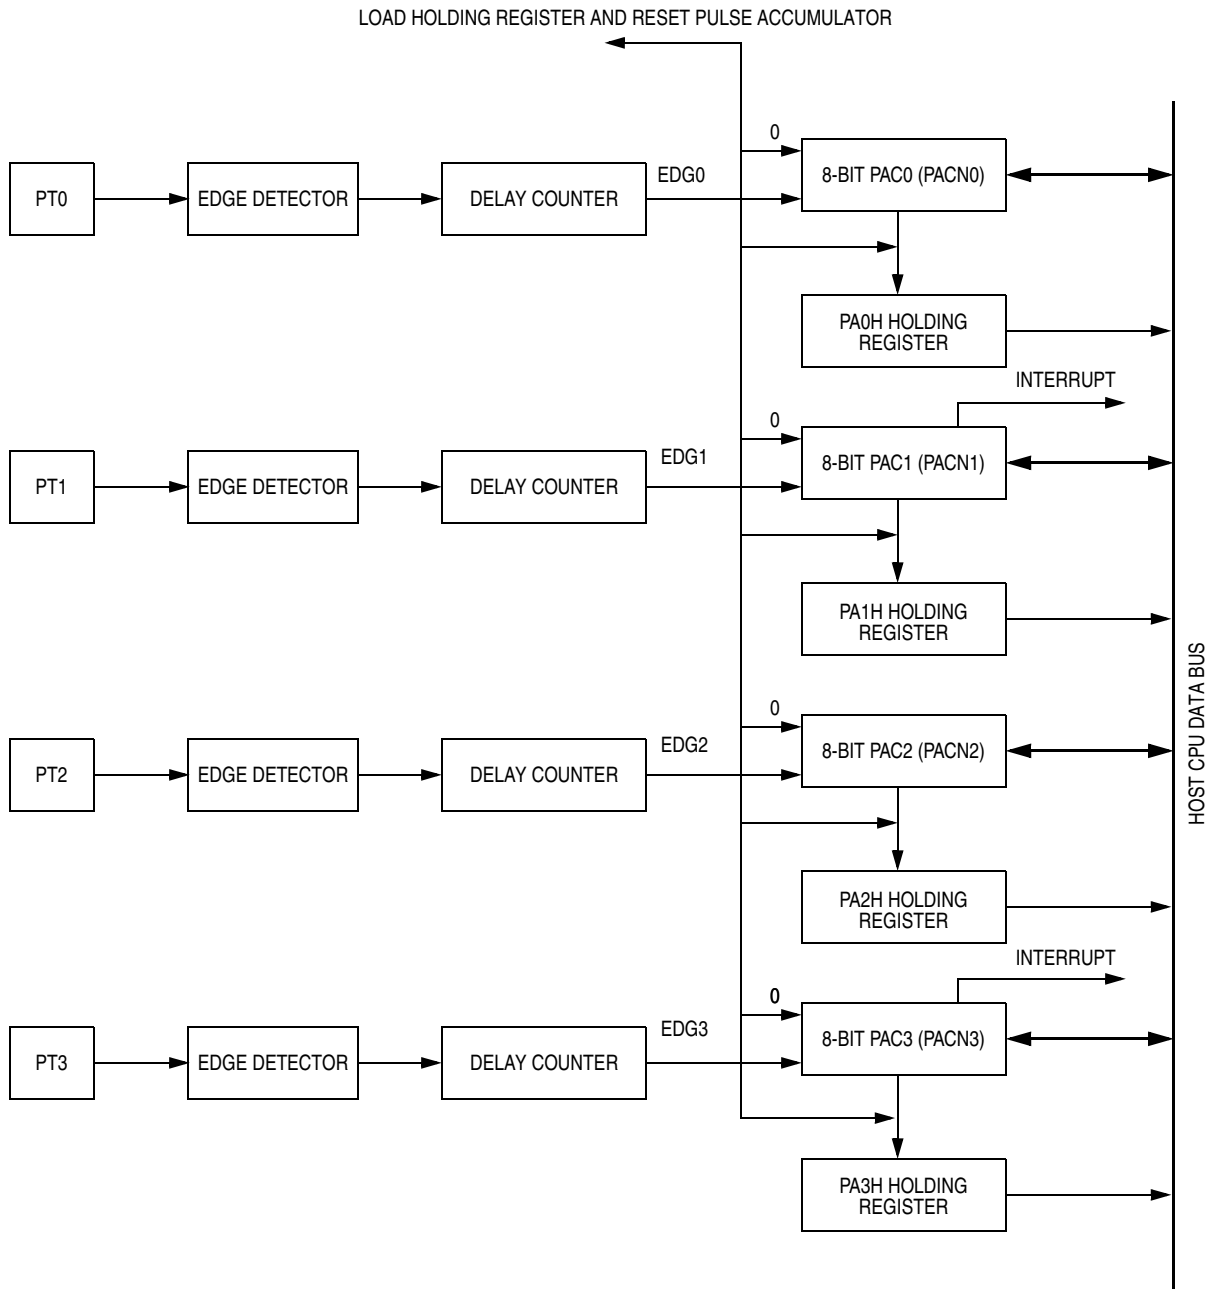 LOAD HOLDING REGISTER AND RESET PULSE ACCUMULATOR
0
PT0
EDGE DETECTOR
DELAY COUNTER
EDG0
8-BIT PAC0 (PACN0)
PA0H HOLDING
REGISTER
INTERRUPT
0
PT1
EDGE DETECTOR
DELAY COUNTER
EDG1
8-BIT PAC1 (PACN1)
PA1H HOLDING
REGISTER
HOST CPU DATA BUS
0
PT2
EDGE DETECTOR
DELAY COUNTER
EDG2
8-BIT PAC2 (PACN2)
PA2H HOLDING
REGISTER
INTERRUPT
0
PT3
EDGE DETECTOR
DELAY COUNTER
EDG3
8-BIT PAC3 (PACN3)
PA3H HOLDING
REGISTER